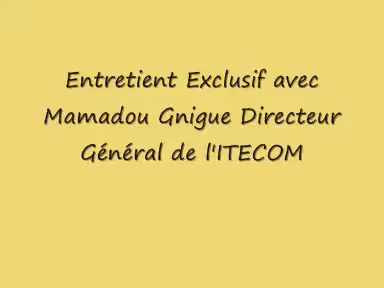 Entretient Exclusif avec
Mamadou Gnigue Directeur
Général de l'ITECOM